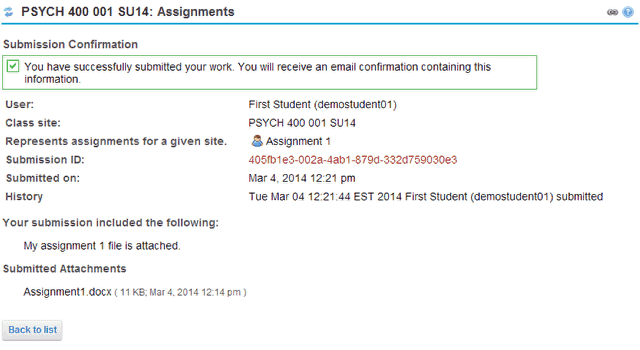 PSYCH 400 001 SU14: Assignments
Submission Confirmation
You have successfully submitted your work. You will receive an email confirmation containing this
information.
User: First Student (demostudent01)
Class site: PSYCH 400 001 SU14
Represents assignments for a given site. Assignment 1
Submission ID: 405fb1e3-002a-4ab1-879d-332d759030e3
Submitted on: Mar 4, 2014 12:21 pm
History Tue Mar 04 12:21:44 EST 2014 First Student (demostudent01) submitted
Your submission included the following:
My assignment 1 file is attached.
Submitted Attachments
Assignment1.docx ( 11 KB; Mar 4, 2014 12:14 pm )
Back to list